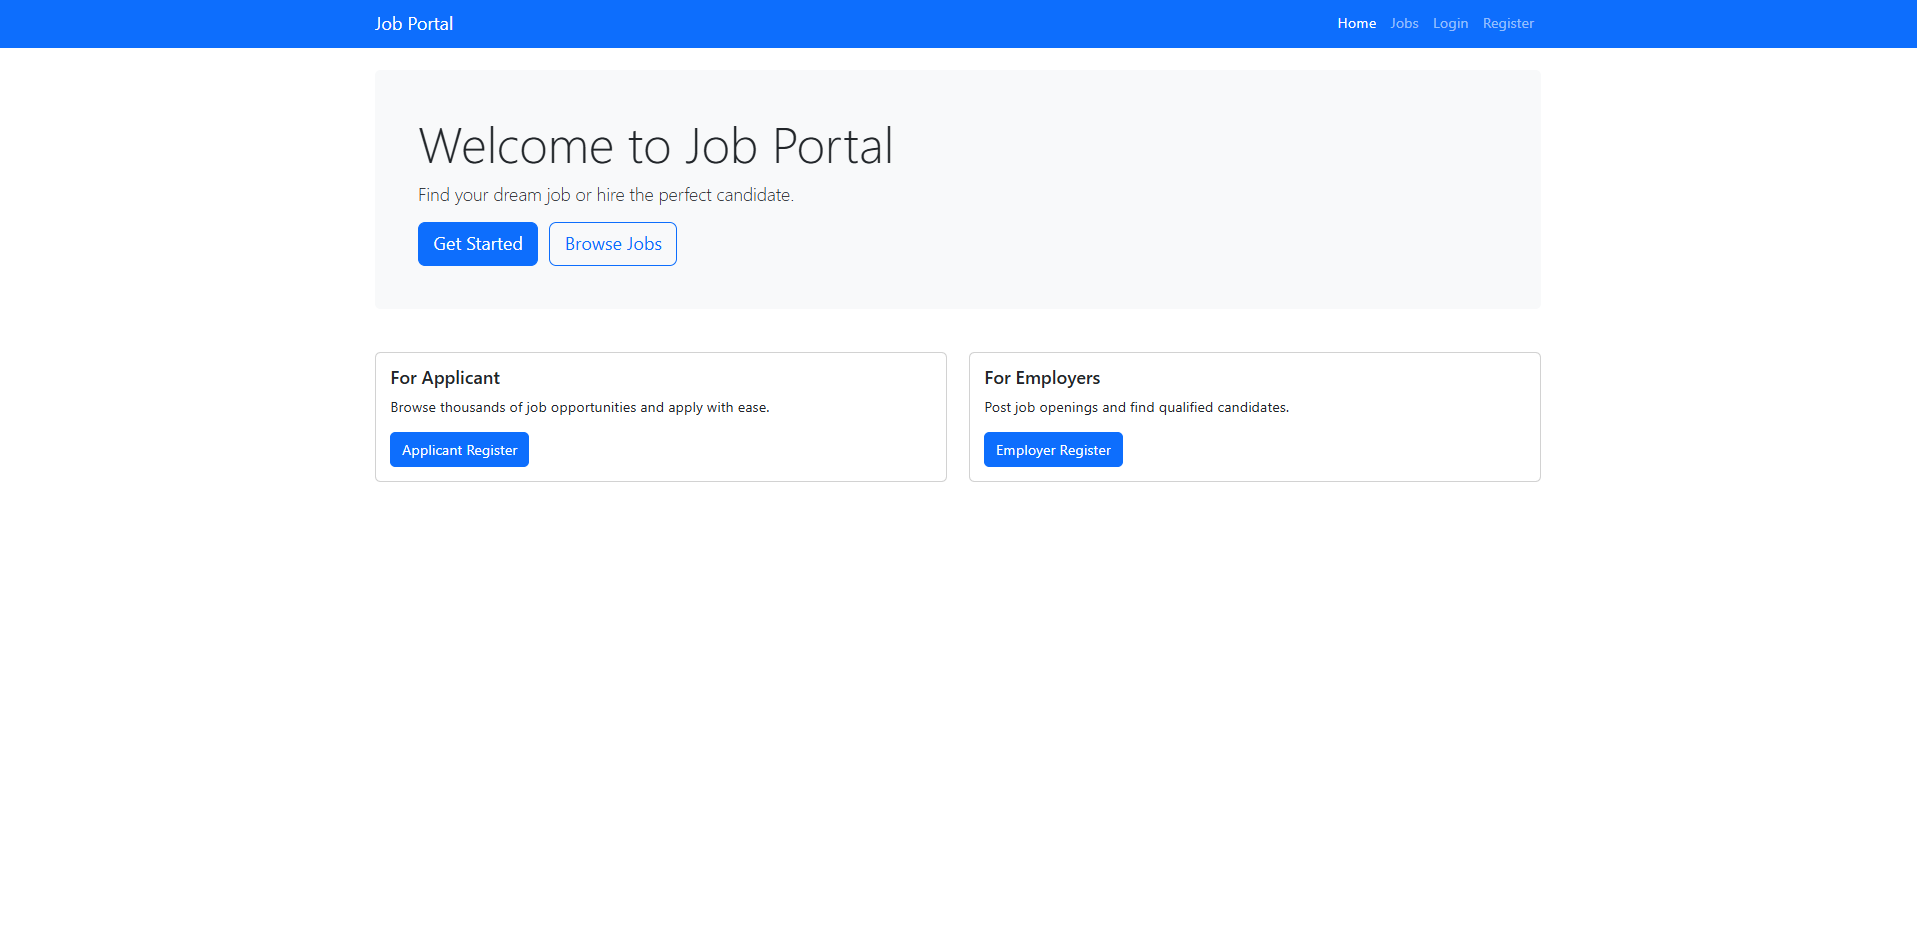 Job Portal
Home Jobs Login Register
Welcome to Job Portal
Find your dream job or hire the perfect candidate.
Get Started Browse Jobs
For Applicant
Browse thousands of job opportunities and apply with ease.
Applicant Register
For Employers
Post job openings and find qualified candidates.
Employer Register